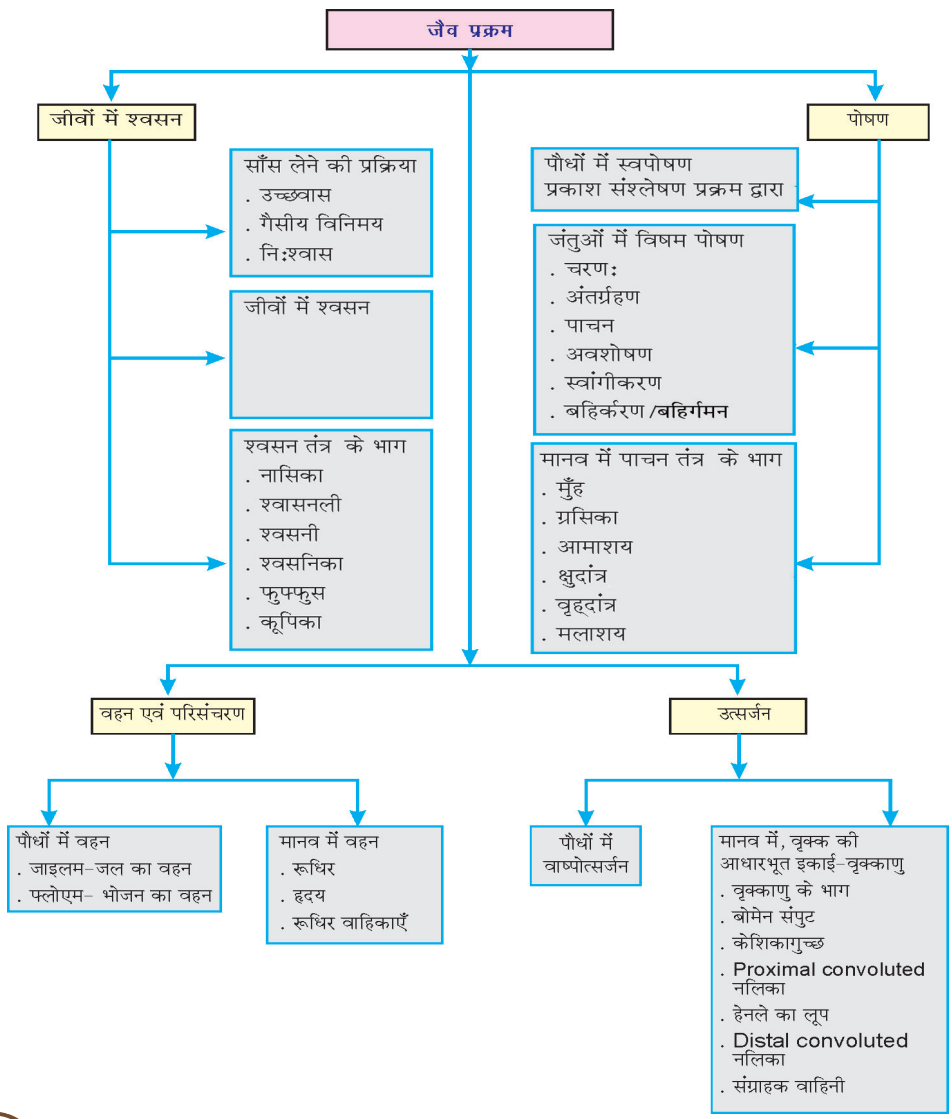 जैव प्रक्रम
जीवों में श्वसन
साँस लेने की प्रक्रिया
. उच्छवास
. गैसीय विनिमय
. नि:श्वास
जीवों में श्वसन
श्वसन तंत्र के भाग
. नासिका
. श्वासनली
. श्वसनी
. श्वसनिका
. फुफ्फुस
. कूपिका
पोषण
पौधों में स्वपोषण
प्रकाश संश्लेषण प्रक्रम द्वारा
जंतुओं में विषम पोषण
. चरण:
. अंतर्ग्रहण
. पाचन
. अवशोषण
. स्वांगीकरण
. बहिर्करण /बहिर्गमन
मानव में पाचन तंत्र के भाग
. मुँह
. ग्रसिका
. आमाशय
. क्षुदांत्र
. वृह्दांत्र
. मलाशय
वहन एवं परिसंचरण
पौधों में वहन
. जाइलम-जल का वहन
. फ्लोएम- भोजन का वहन
मानव में वहन
. रूधिर
. हृदय
. रूधिर वाहिकाएँ
उत्सर्जन
पौधों में
वाष्पोत्सर्जन
मानव में, वृक्क की
आधारभूत इकाई-वृक्काणु
. वृक्काणु के भाग
. बोमेन संपुट
. केशिकागुच्छ
. Proximal convoluted
नलिका
. हेनले का लूप
. Distal convoluted
नलिका
. संग्राहक वाहिनी